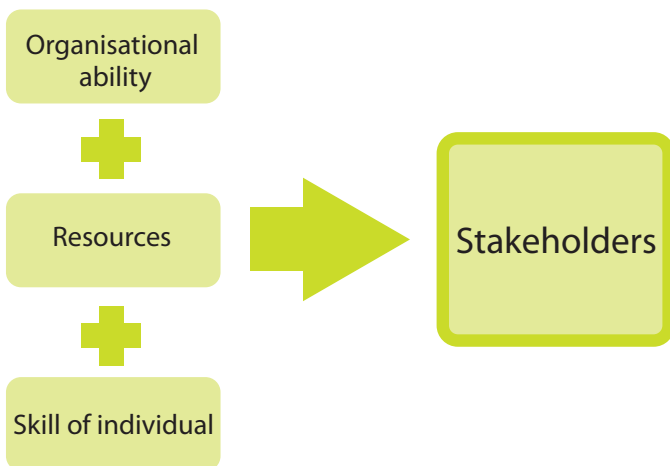 Organisational
ability
Resources
Stakeholders
Skill of individual